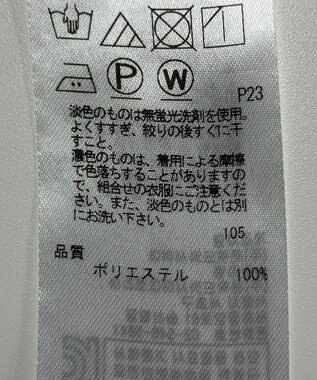 P W
P23
淡色のものは無蛍光洗剤を使用。
よくすすぎ、絞りの後すぐに干
すこと。
濃色のものは、着用による摩擦
で色落ちすることがありますの
で、組合せの衣服にご注意くだ
さい。また、淡色のものとは別
にお洗い下さい。
105
品質
ポリエステル 100%